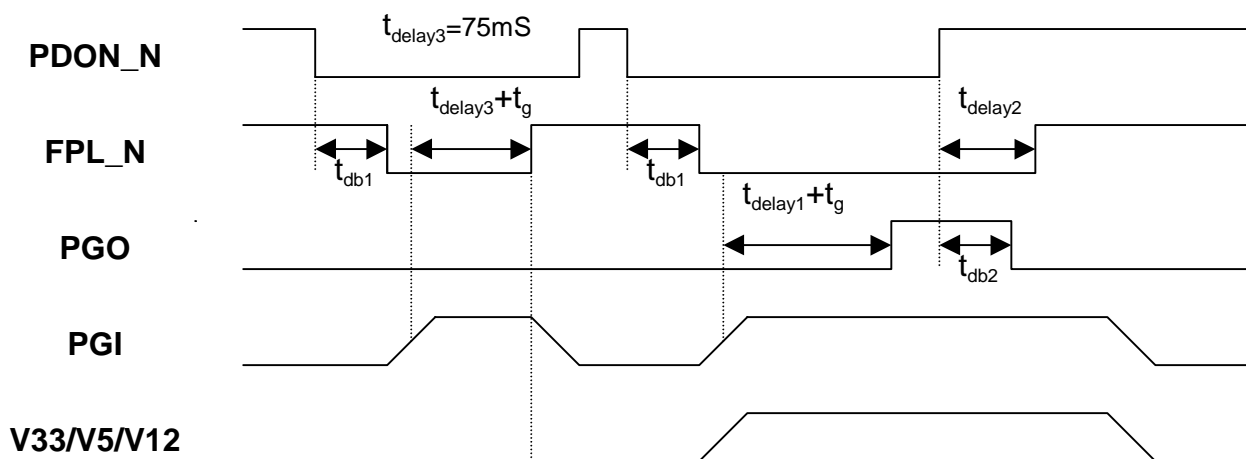 t_delay3=75mS
PDON_N
t_delay3+t_g
t_delay2
FPL_N
t_db1
t_db1
t_delay1+t_g
PGO
t_db2
PGI
V33/V5/V12